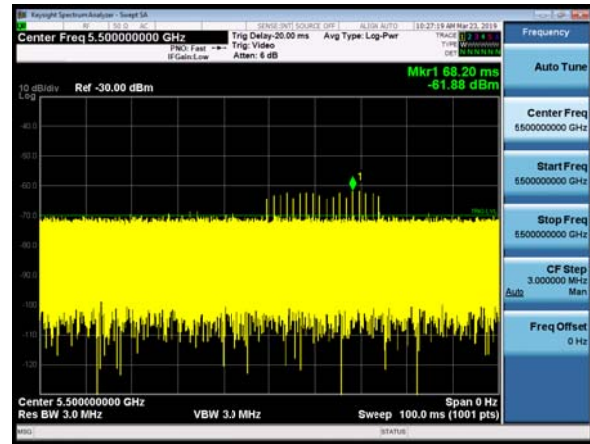 Keysight Spectrum Analyzer - Swept SA
RF 50 Ω AC SENSE:INT SOURCE OFF ALIGN AUTO 10:27:19 AM Mar 23, 2019
Center Freq 5.500000000 GHz
PNO: Fast
IFGain:Low
Trig Delay-20.00 ms
Trig: Video
Atten: 6 dB
Avg Type: Log-Pwr
TRACE 1 2 3 4 5 6
TYPE
DET N N N N N N
Mkr1 68.20 ms
-61.88 dBm
10 dB/div Ref -30.00 dBm
Log
-40.0
-50.0
-60.0
-70.0
-80.0
-90.0
-100
-110
-120
1
Center 5.500000000 GHz Span 0 Hz
Res BW 3.0 MHz VBW 3.0 MHz Sweep 100.0 ms (1001 pts)
MSG STATUS
Frequency
Auto Tune
Center Freq
5.500000000 GHz
Start Freq
5.500000000 GHz
Stop Freq
5.500000000 GHz
CF Step
3.000000 MHz
Auto Man
Freq Offset
0 Hz